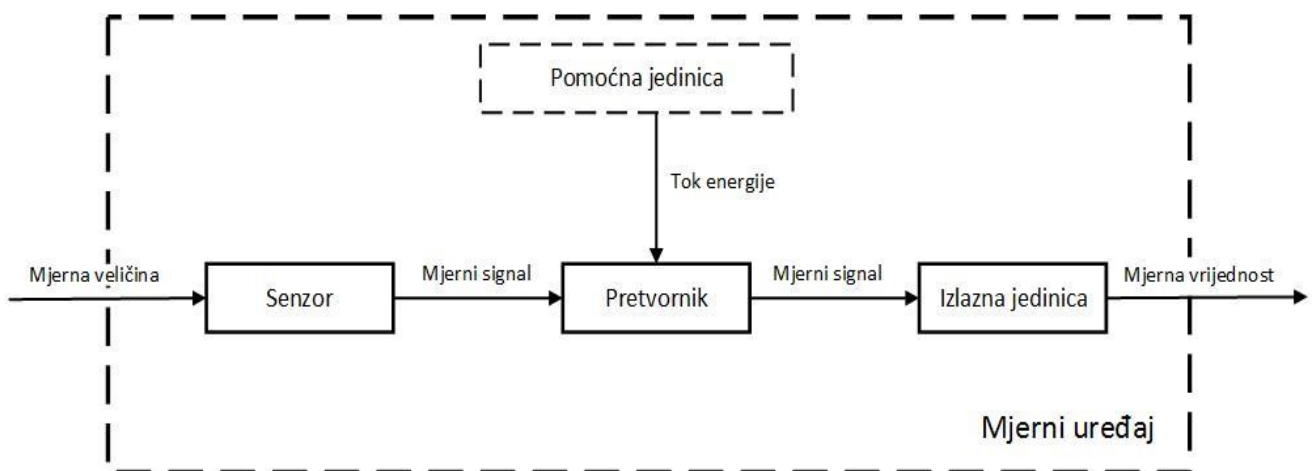 Pomoćna jedinica
Tok energije
Mjerna veličina
Senzor
Mjerni signal
Pretvornik
Mjerni signal
Izlazna jedinica
Mjerna vrijednost
Mjerni uređaj